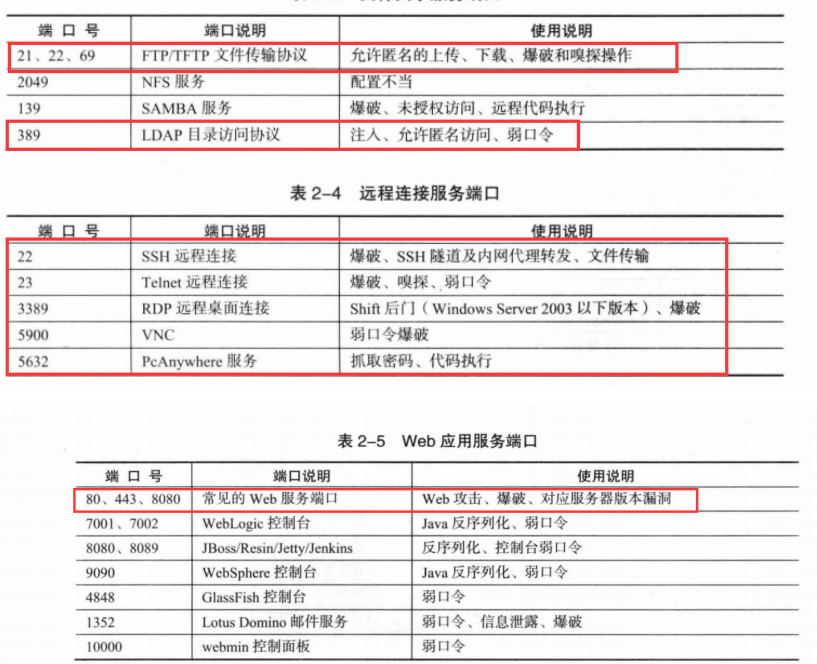 端 口 号 端口说明 使用说明
21、22、69 FTP/TFTP 文件传输协议 允许匿名的上传、下载、爆破和嗅探操作
2049 NFS 服务 配置不当
139 SAMBA 服务 爆破、未授权访问、远程代码执行
389 LDAP 目录访问协议 注入、允许匿名访问、弱口令
表 2-4 远程连接服务端口
端 口 号 端口说明 使用说明
22 SSH 远程连接 爆破、SSH 隧道及内网代理转发、文件传输
23 Telnet 远程连接 爆破、嗅探、弱口令
3389 RDP 远程桌面连接 Shift 后门（Windows Server 2003 以下版本）、爆破
5900 VNC 弱口令爆破
5632 PcAnywhere 服务 抓取密码、代码执行
表 2-5 Web 应用服务端口
端 口 号 端口说明 使用说明
80、443、8080 常见的 Web 服务端口 Web 攻击、爆破、对应服务器版本漏洞
7001、7002 WebLogic 控制台 Java 反序列化、弱口令
8080、8089 JBoss/Resin/Jetty/Jenkins 反序列化、控制台弱口令
9090 WebSphere 控制台 Java 反序列化、弱口令
4848 GlassFish 控制台 弱口令
1352 Lotus Domino 邮件服务 弱口令、信息泄露、爆破
10000 webmin 控制面板 弱口令